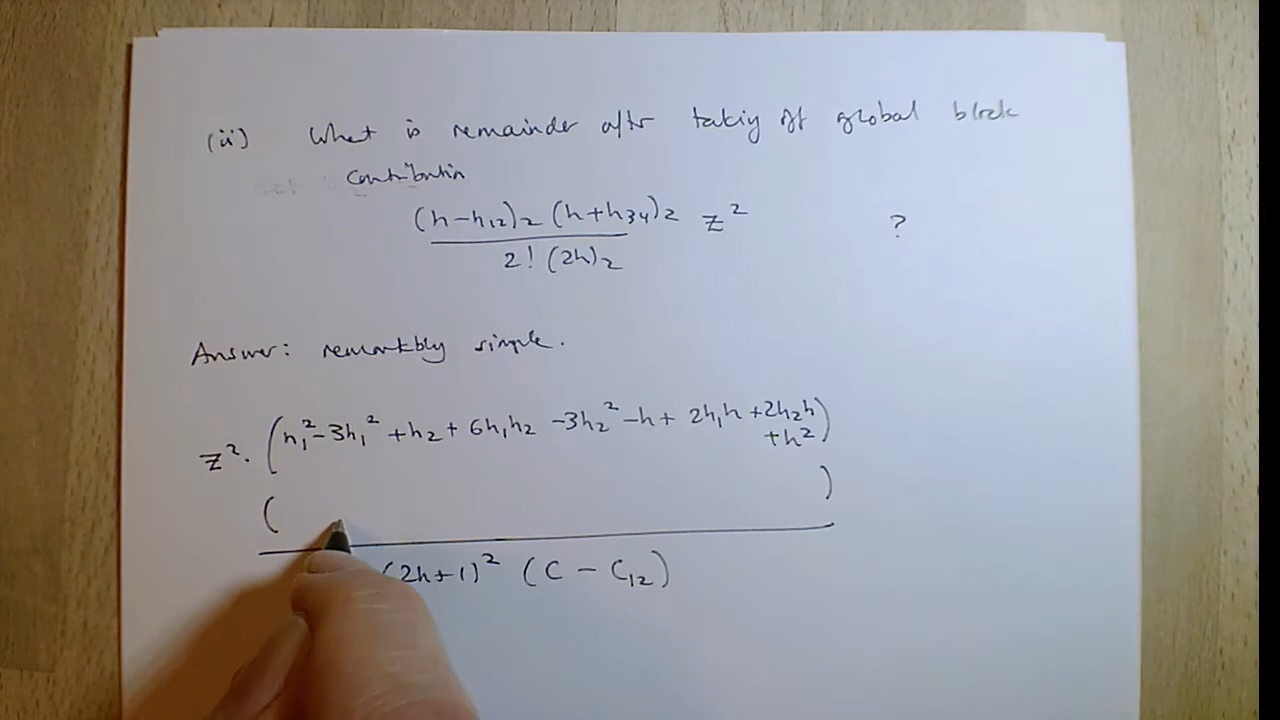 (ii) What is remainder after taking off global block
contribution
(h-h₁₂)₂ (h+h₃₄)₂ z² ?
2! (2h)₂
Answer: remarkbly simple.
z². (h₁²-3h₁² +h₂+ 6h₁h₂ -3h₂² -h+ 2h₁h +2h₂h
+h²)
( )
(2h+1)² (C - C₁₂)